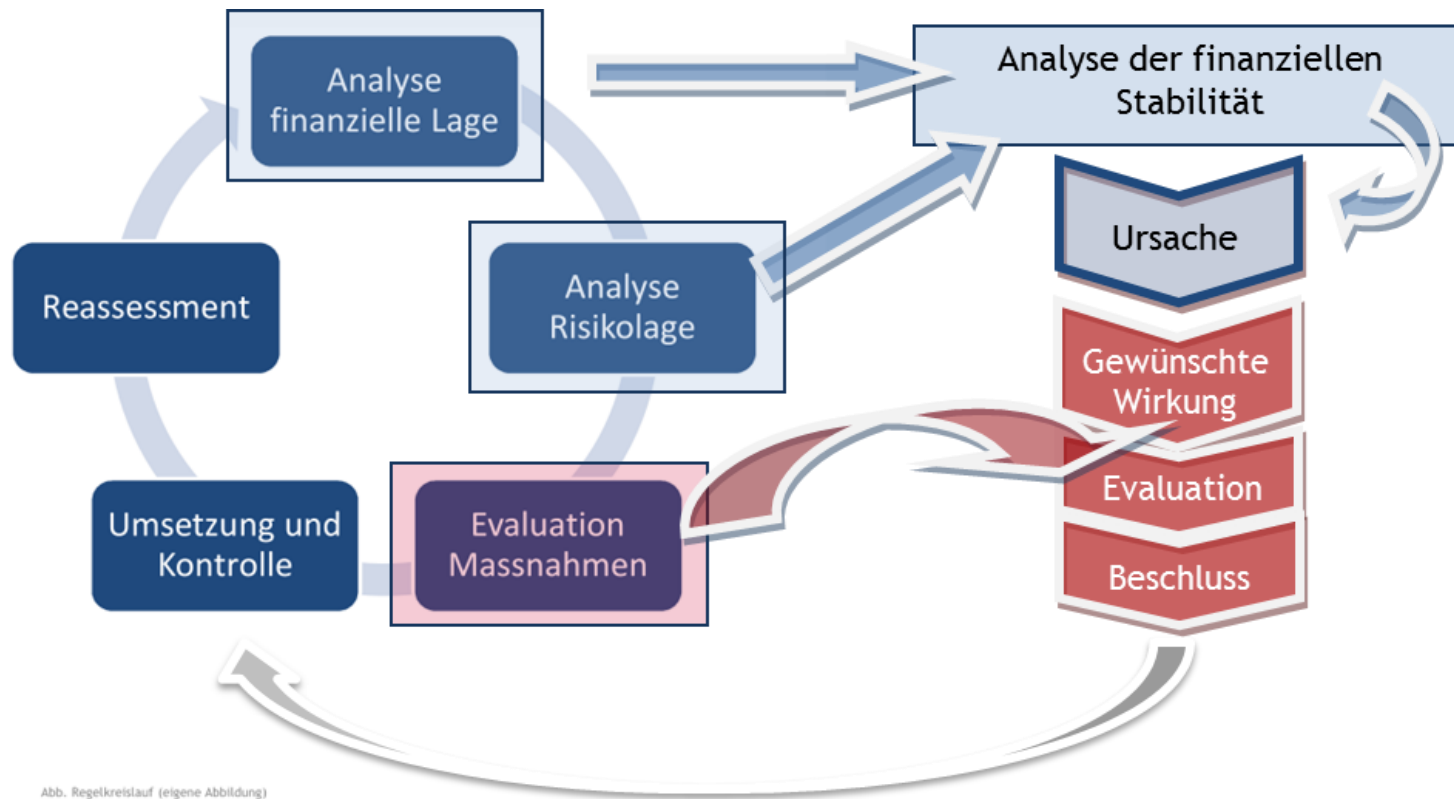 Analyse
finanzielle Lage
Analyse der finanziellen
Stabilität
Ursache
Reassessment
Analyse
Risikolage
Gewünschte
Wirkung
Umsetzung und
Kontrolle
Evaluation
Massnahmen
Evaluation
Beschluss
Abb. Regelkreislauf (eigene Abbildung)